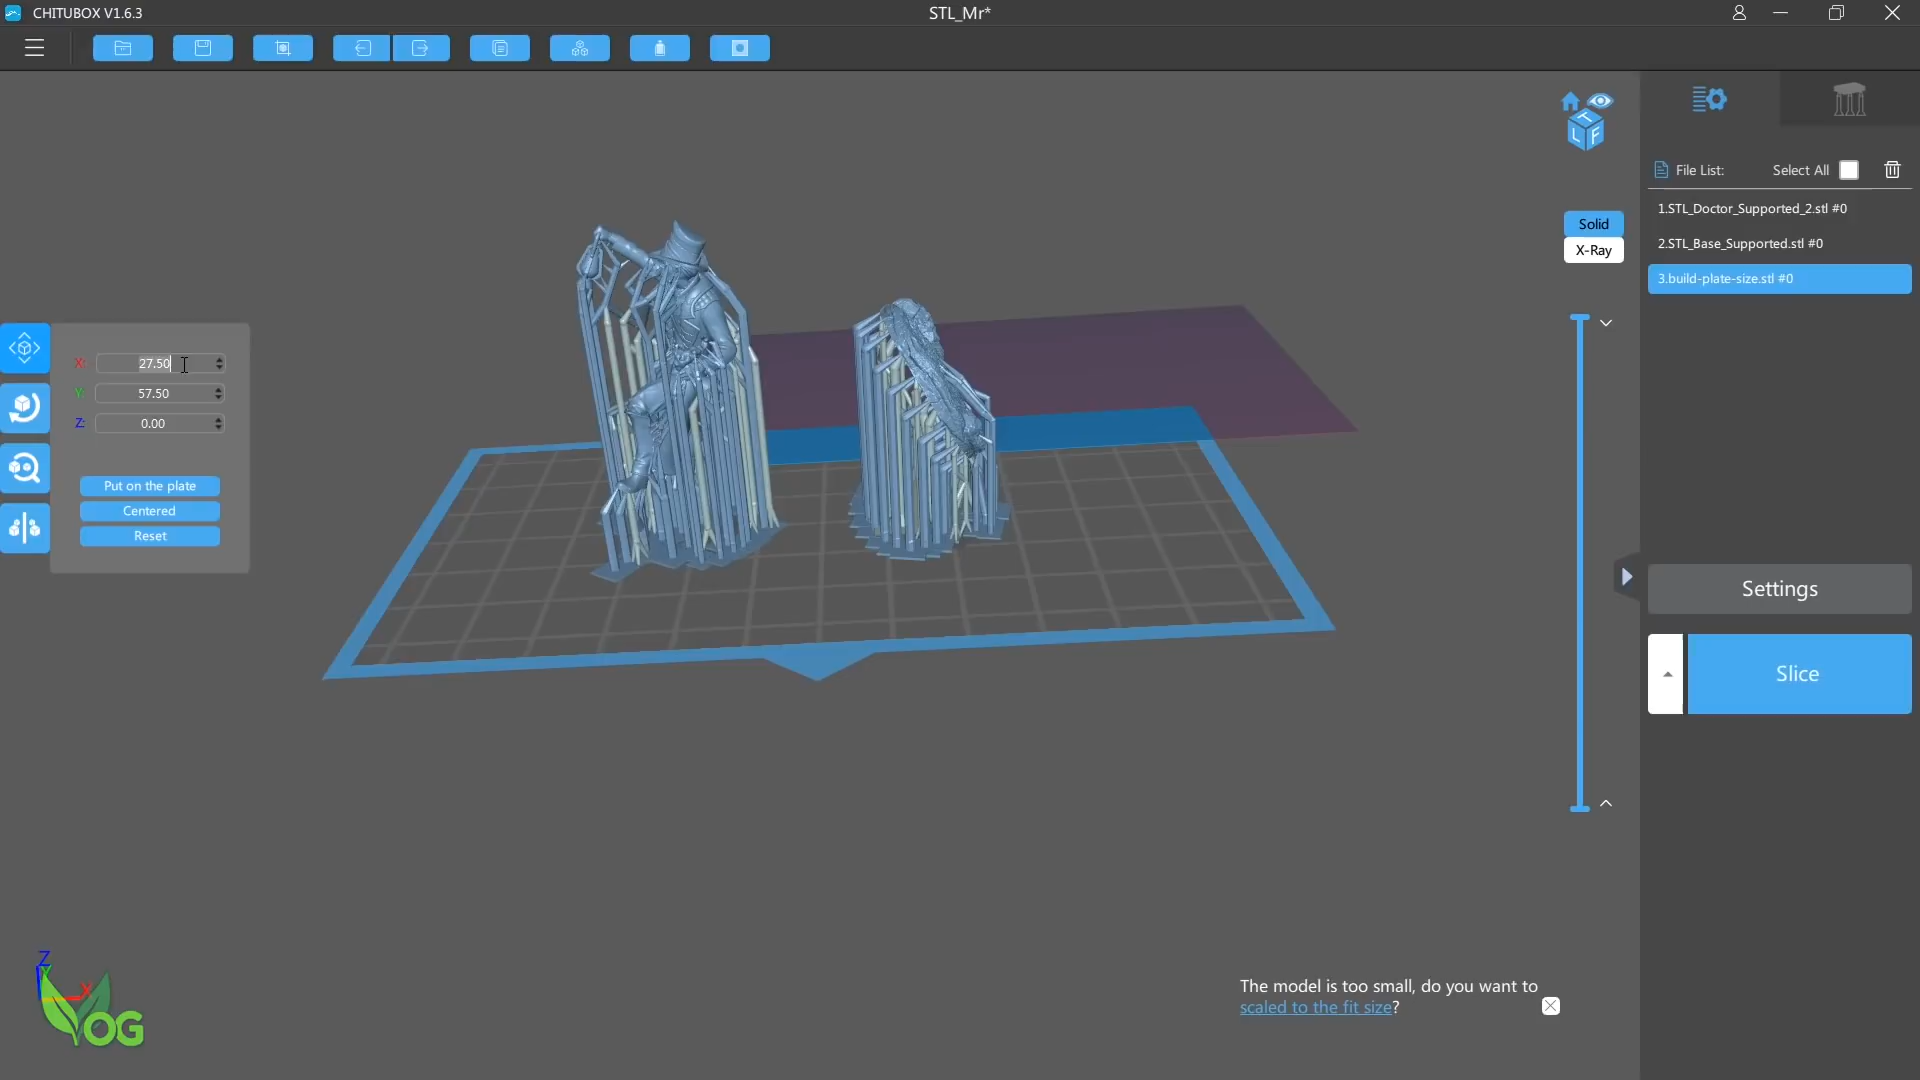 CHITUBOX V1.6.3
STL_Mr*
File List:
Select All
1.STL_Doctor_Supported_2.stl #0
2.STL_Base_Supported.stl #0
3.build-plate-size.stl #0
T
L F
Solid
X-Ray
X: 27.50
Y: 57.50
Z: 0.00
Put on the plate
Centered
Reset
Settings
Slice
Z
X
OG
The model is too small, do you want to
scaled to the fit size?